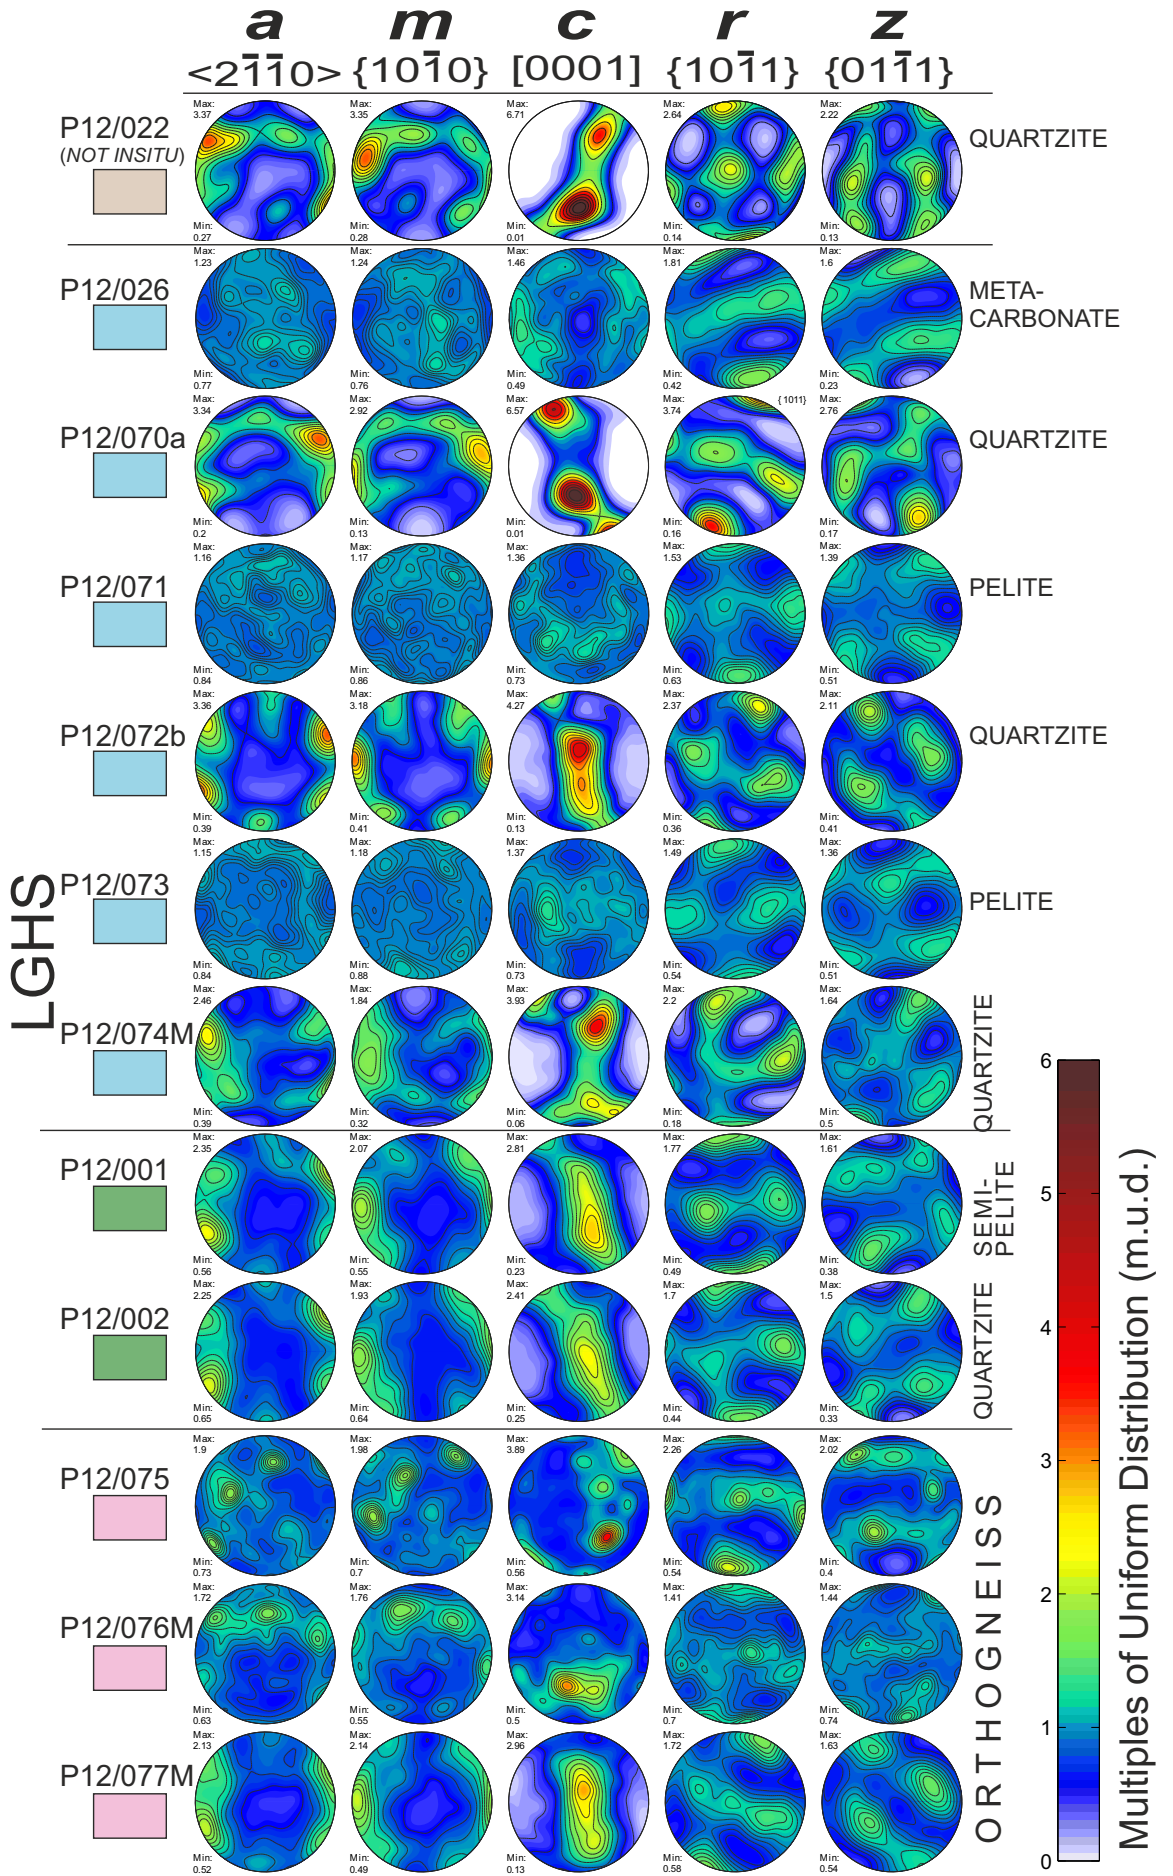 a m c r z
<2̄1̄10> {101̄0} [0001] {101̄1} {011̄1}
P12/022
(NOT INSITU)
Max: 3.37 Min: 0.27
Max: 3.35 Min: 0.28
Max: 6.71 Min: 0.01
Max: 2.64 Min: 0.14
Max: 2.22 Min: 0.13
QUARTZITE
P12/026
Max: 1.23 Min: 0.77
Max: 1.24 Min: 0.76
Max: 1.46 Min: 0.49
Max: 1.81 Min: 0.42
Max: 1.6 Min: 0.23
META-
CARBONATE
P12/070a
Max: 3.34 Min: 0.2
Max: 2.92 Min: 0.13
Max: 6.57 Min: 0.01
Max: 3.74 Min: 0.16
{1011}
Max: 2.76 Min: 0.17
QUARTZITE
P12/071
Max: 1.16 Min: 0.84
Max: 1.17 Min: 0.86
Max: 1.36 Min: 0.73
Max: 1.53 Min: 0.63
Max: 1.39 Min: 0.51
PELITE
P12/072b
Max: 3.36 Min: 0.39
Max: 3.18 Min: 0.41
Max: 4.27 Min: 0.13
Max: 2.37 Min: 0.36
Max: 2.11 Min: 0.41
QUARTZITE
LGHS
P12/073
Max: 1.15 Min: 0.84
Max: 1.18 Min: 0.88
Max: 1.37 Min: 0.73
Max: 1.49 Min: 0.54
Max: 1.36 Min: 0.51
PELITE
P12/074M
Max: 2.46 Min: 0.39
Max: 1.84 Min: 0.32
Max: 3.93 Min: 0.06
Max: 2.2 Min: 0.18
Max: 1.64 Min: 0.5
QUARTZITE
P12/001
Max: 2.35 Min: 0.56
Max: 2.07 Min: 0.55
Max: 2.81 Min: 0.23
Max: 1.77 Min: 0.49
Max: 1.61 Min: 0.38
SEMI-
PELITE
P12/002
Max: 2.25 Min: 0.65
Max: 1.93 Min: 0.64
Max: 2.41 Min: 0.25
Max: 1.7 Min: 0.44
Max: 1.5 Min: 0.33
QUARTZITE
P12/075
Max: 1.9 Min: 0.73
Max: 1.98 Min: 0.7
Max: 3.89 Min: 0.56
Max: 2.26 Min: 0.54
Max: 2.02 Min: 0.4
P12/076M
Max: 1.72 Min: 0.63
Max: 1.76 Min: 0.55
Max: 3.14 Min: 0.5
Max: 1.41 Min: 0.7
Max: 1.44 Min: 0.74
P12/077M
Max: 2.13 Min: 0.52
Max: 2.14 Min: 0.49
Max: 2.96 Min: 0.13
Max: 1.72 Min: 0.58
Max: 1.63 Min: 0.54
ORTHOGNEISS
6
5
4
3
2
1
0
Multiples of Uniform Distribution (m.u.d.)